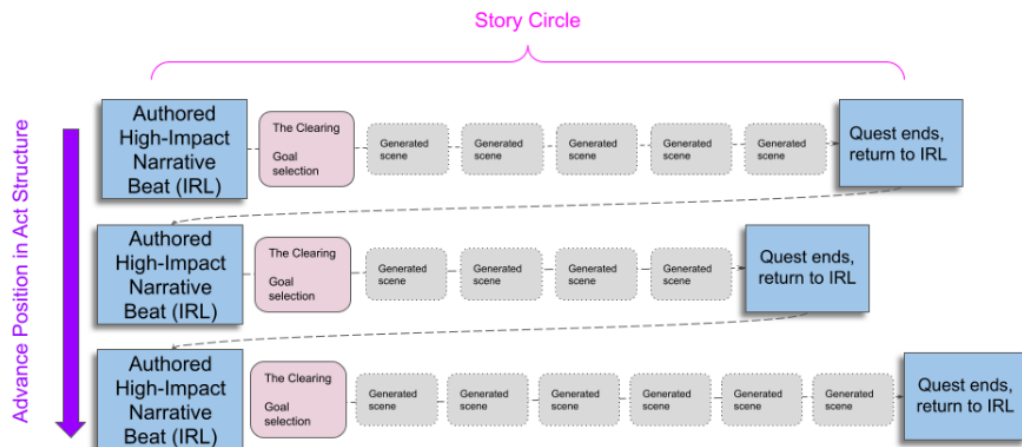 Story Circle
Advance Position in Act Structure
Authored
High-Impact
Narrative
Beat (IRL)
The Clearing
Goal
selection
Generated
scene
Generated
scene
Generated
scene
Generated
scene
Generated
scene
Quest ends,
return to IRL
Authored
High-Impact
Narrative
Beat (IRL)
The Clearing
Goal
selection
Generated
scene
Generated
scene
Generated
scene
Generated
scene
Quest ends,
return to IRL
Authored
High-Impact
Narrative
Beat (IRL)
The Clearing
Goal
selection
Generated
scene
Generated
scene
Generated
scene
Generated
scene
Generated
scene
Generated
scene
Quest ends,
return to IRL